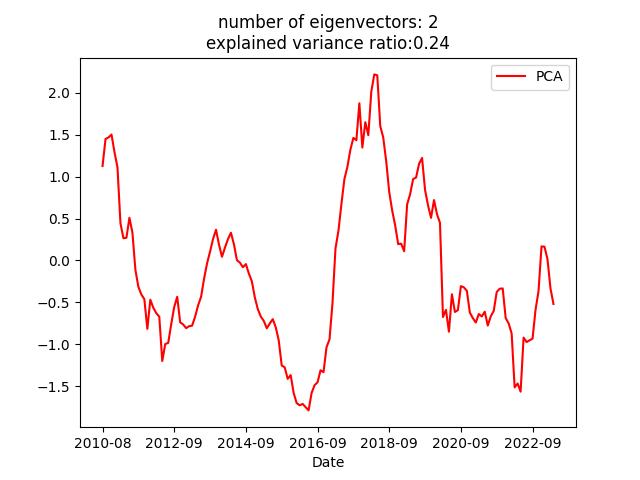 number of eigenvectors: 2
explained variance ratio:0.24
PCA
2.0
1.5
1.0
0.5
0.0
−0.5
−1.0
−1.5
2010-08 2012-09 2014-09 2016-09 2018-09 2020-09 2022-09
Date